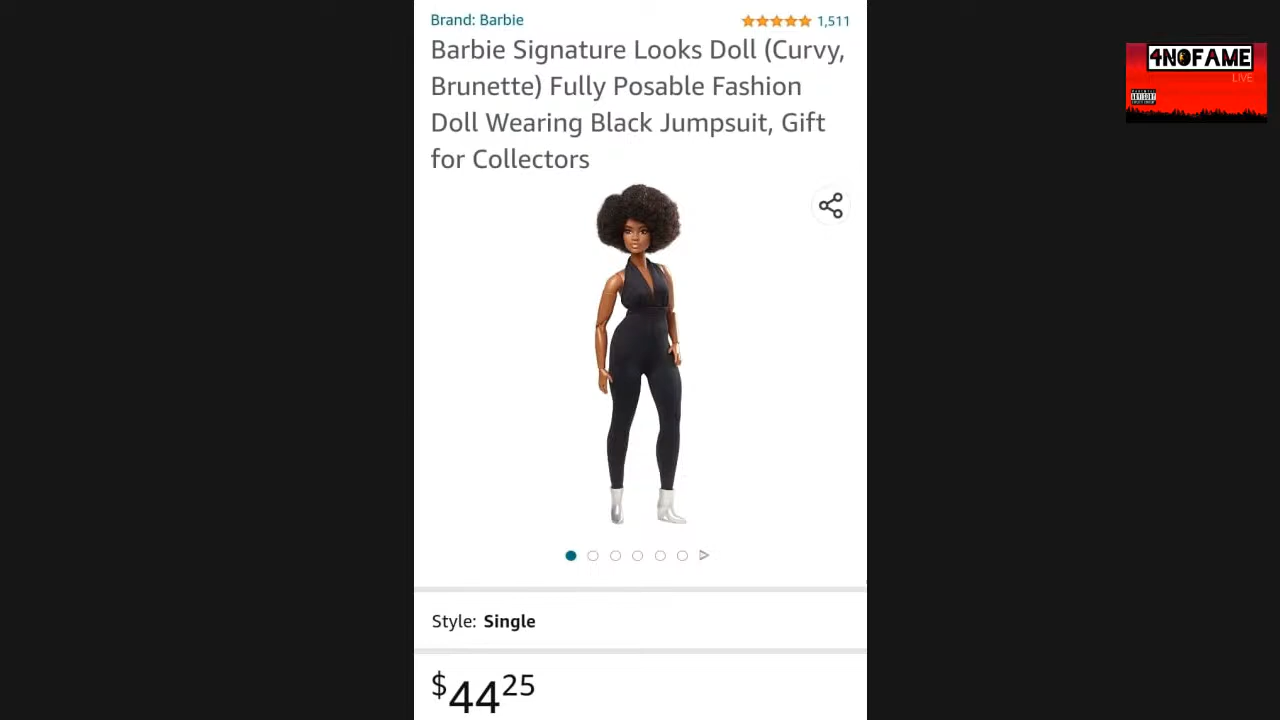 Brand: Barbie
1,511
Barbie Signature Looks Doll (Curvy,
Brunette) Fully Posable Fashion
Doll Wearing Black Jumpsuit, Gift
for Collectors
4NOFAME
LIVE
Style: Single
$44.25